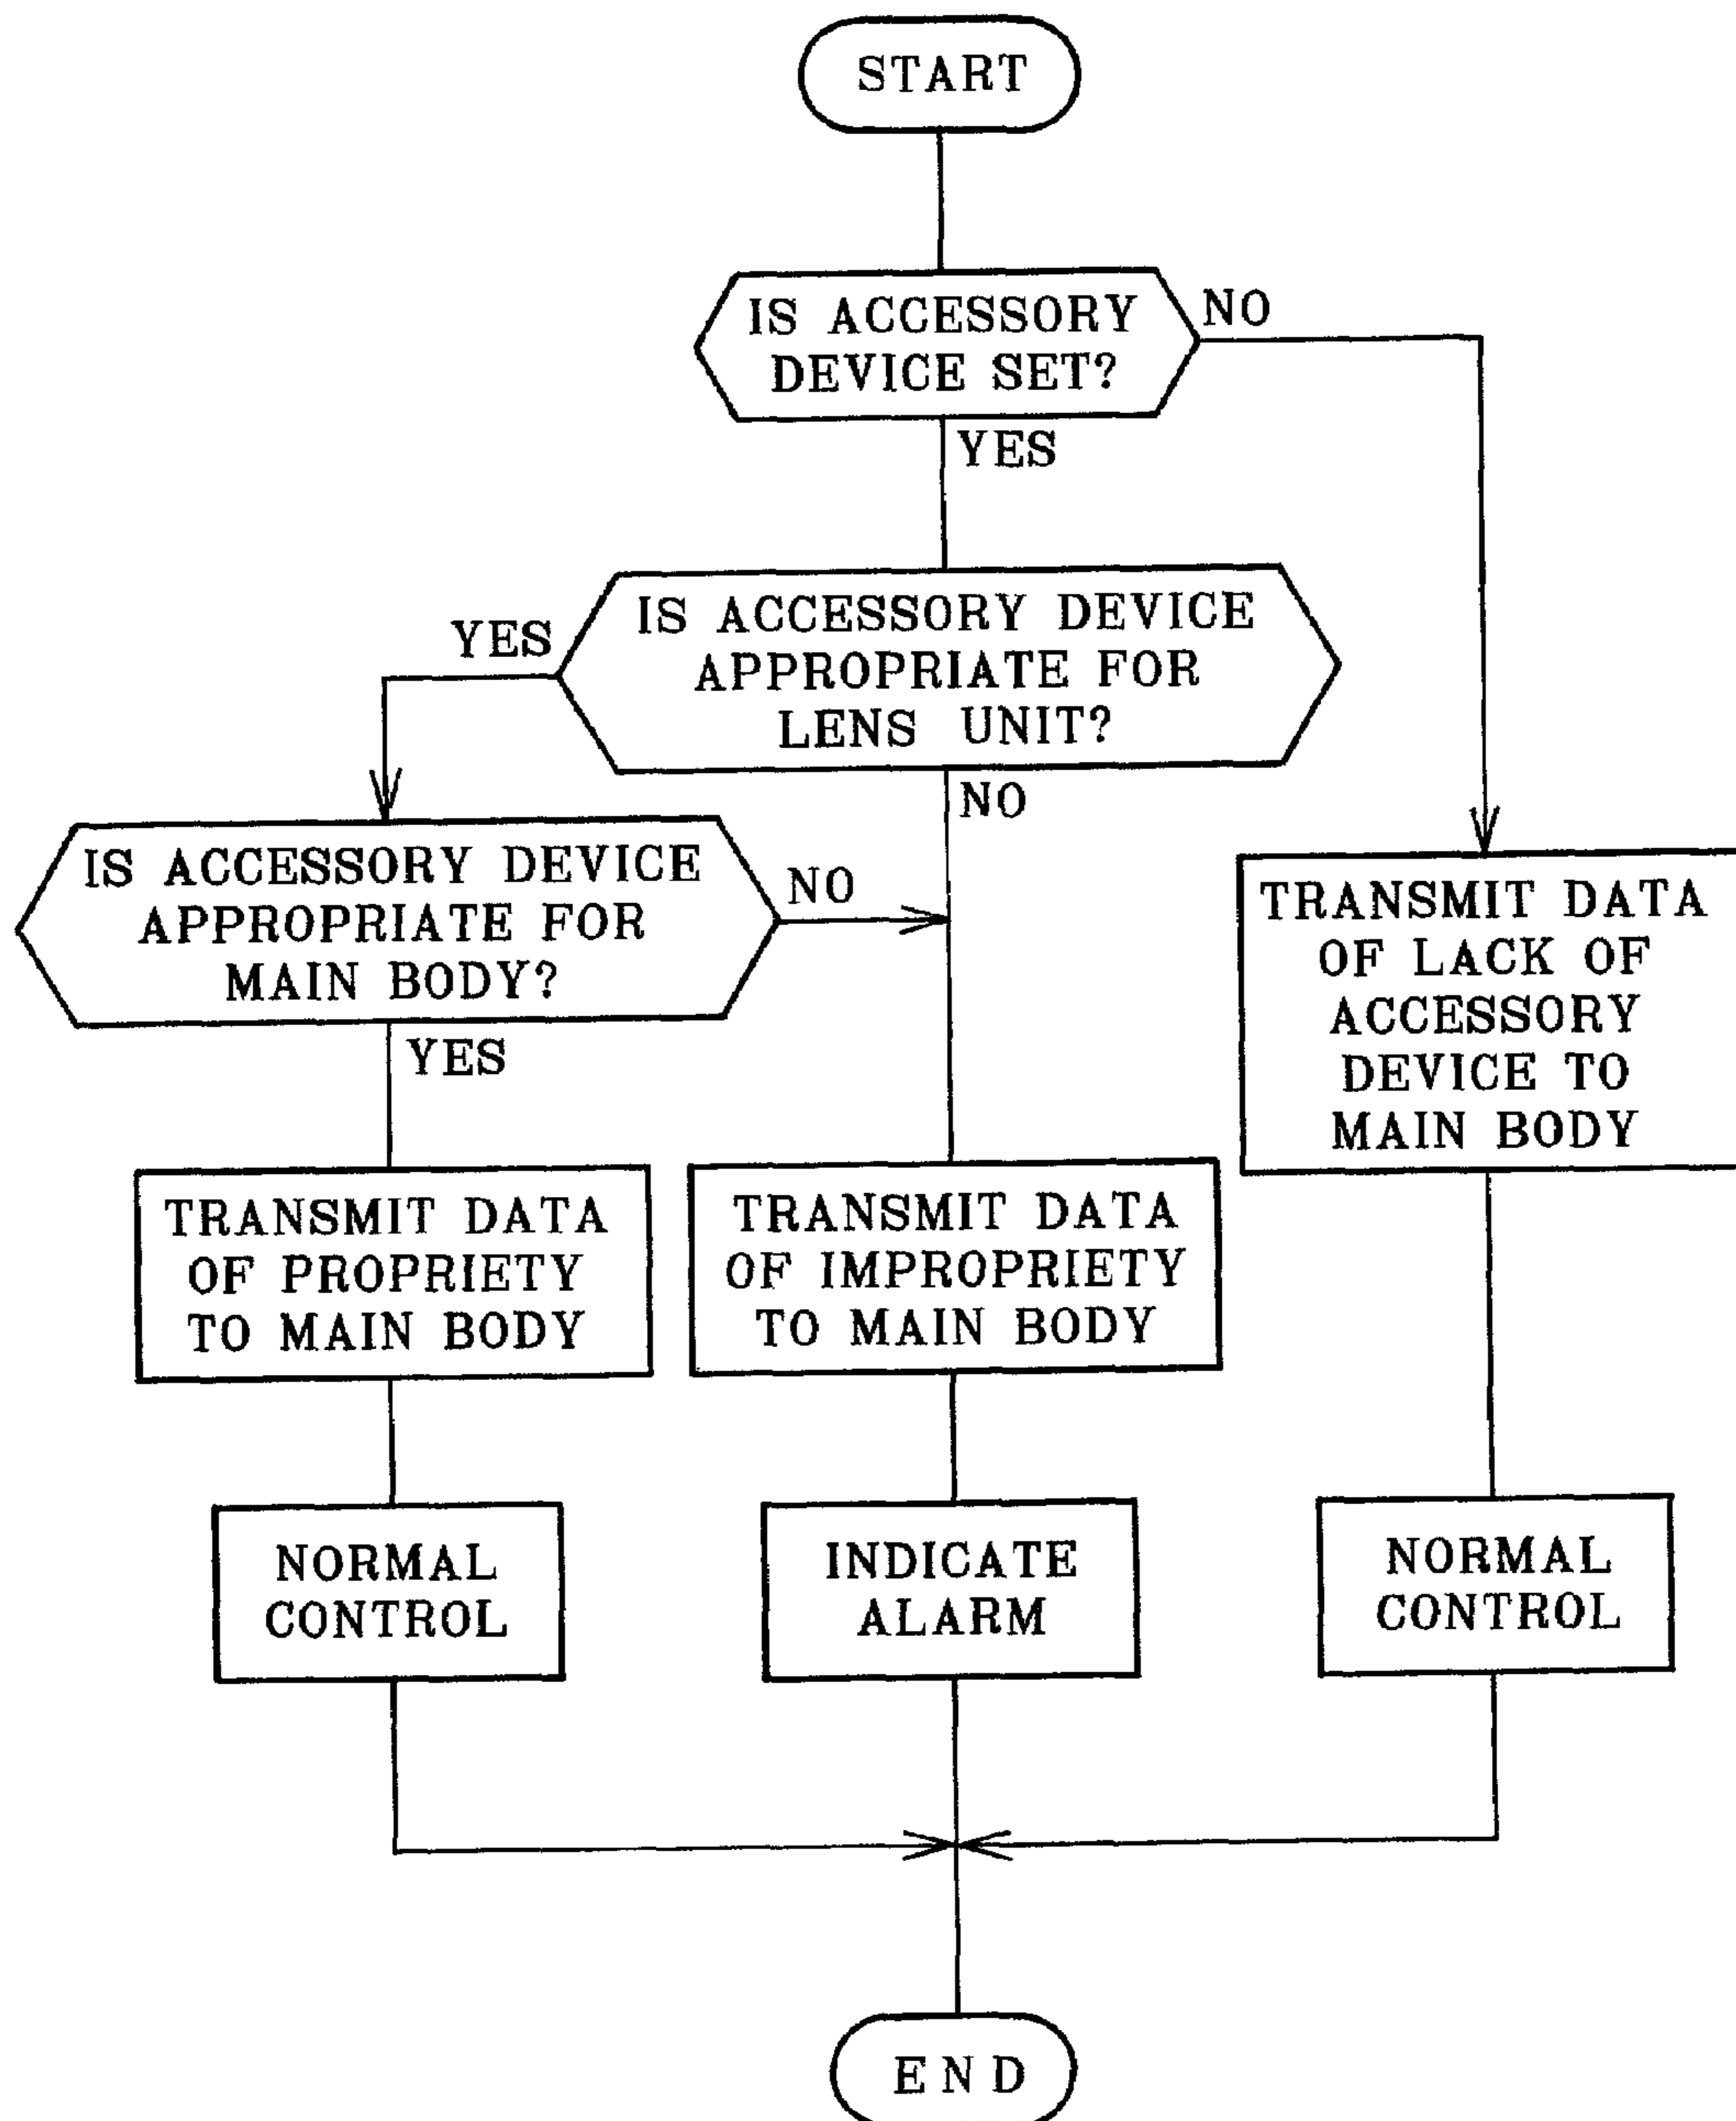 START
IS ACCESSORY
DEVICE SET?
NO
YES
IS ACCESSORY DEVICE
APPROPRIATE FOR
LENS UNIT?
YES
NO
IS ACCESSORY DEVICE
APPROPRIATE FOR
MAIN BODY?
NO
YES
TRANSMIT DATA
OF LACK OF
ACCESSORY
DEVICE TO
MAIN BODY
TRANSMIT DATA
OF PROPRIETY
TO MAIN BODY
TRANSMIT DATA
OF IMPROPRIETY
TO MAIN BODY
NORMAL
CONTROL
INDICATE
ALARM
NORMAL
CONTROL
END